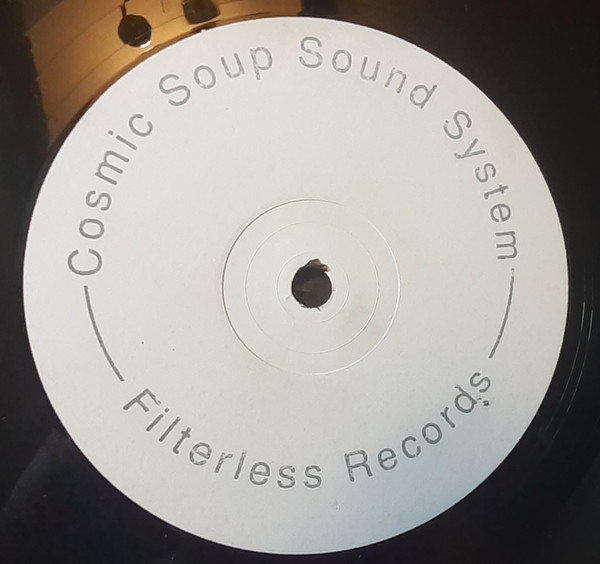 Cosmic Soup Sound System
Filterless Records